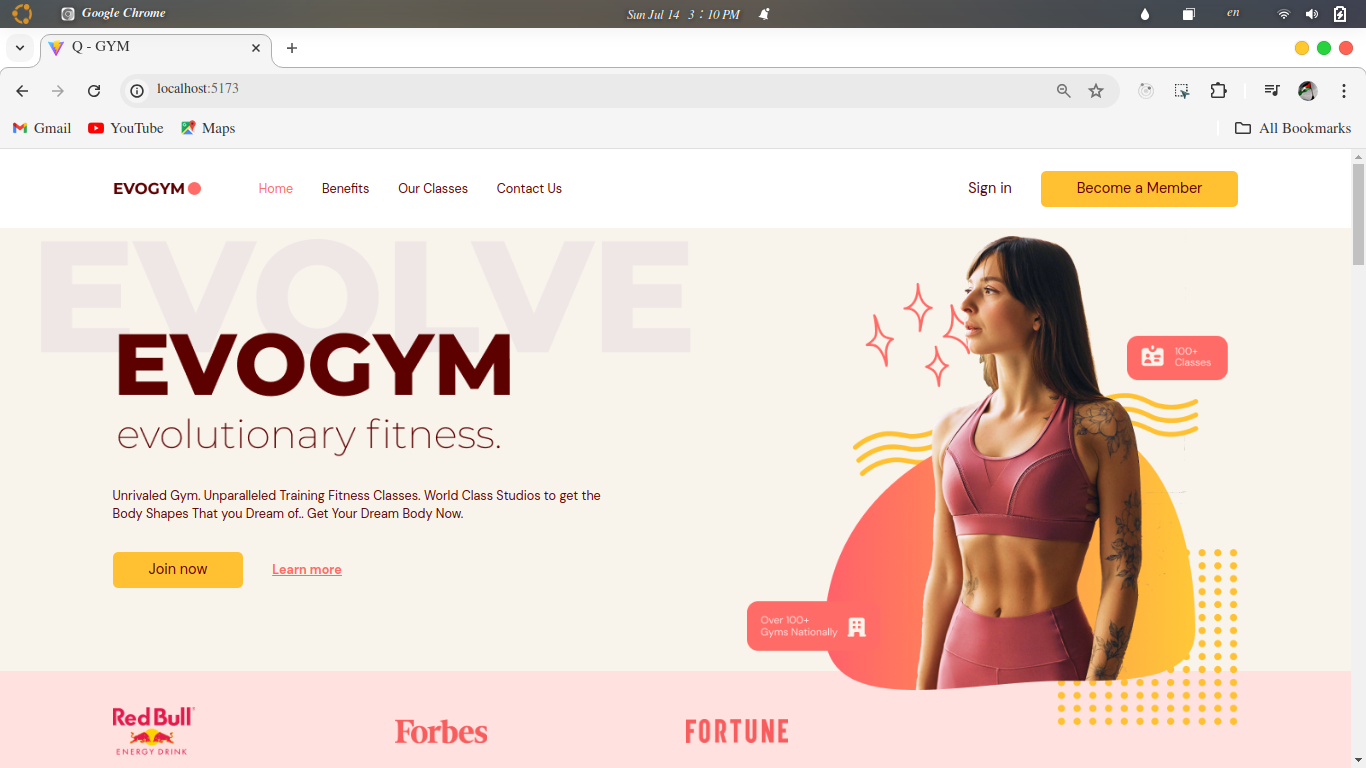 Google Chrome
Sun Jul 14 3 : 10 PM
en
Q - GYM
localhost:5173
Gmail
YouTube
Maps
All Bookmarks
EVOGYM
Home
Benefits
Our Classes
Contact Us
Sign in
Become a Member
EVOLVE
EVOGYM
evolutionary fitness.
100+
Classes
Unrivaled Gym. Unparalleled Training Fitness Classes. World Class Studios to get the
Body Shapes That you Dream of.. Get Your Dream Body Now.
Join now
Learn more
Over 100+
Gyms Nationally
Red Bull
ENERGY DRINK
Forbes
FORTUNE